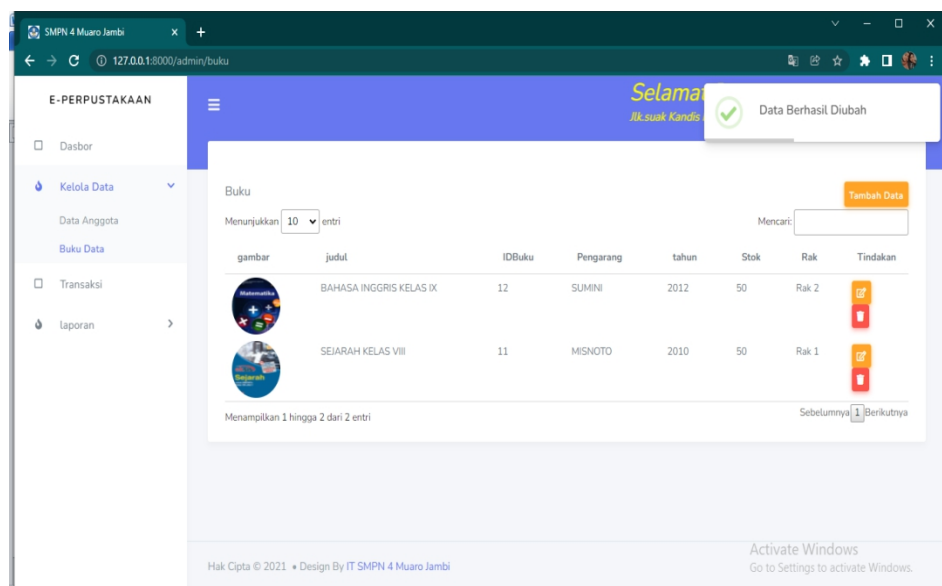 SMPN 4 Muaro Jambi
127.0.0.1:8000/admin/buku
E-PERPUSTAKAAN
Selamat
Jlk.suak Kandis
Data Berhasil Diubah
Dasbor
Kelola Data
Data Anggota
Buku Data
Transaksi
laporan
Buku
Tambah Data
Menunjukkan 10 entri
Mencari:
gambar judul IDBuku Pengarang tahun Stok Rak Tindakan
Matematika
BAHASA INGGRIS KELAS IX 12 SUMINI 2012 50 Rak 2
Sejarah
SEJARAH KELAS VIII 11 MISNOTO 2010 50 Rak 1
Menampilkan 1 hingga 2 dari 2 entri
Sebelumnya 1 Berikutnya
Hak Cipta © 2021 • Design By IT SMPN 4 Muaro Jambi
Activate Windows
Go to Settings to activate Windows.